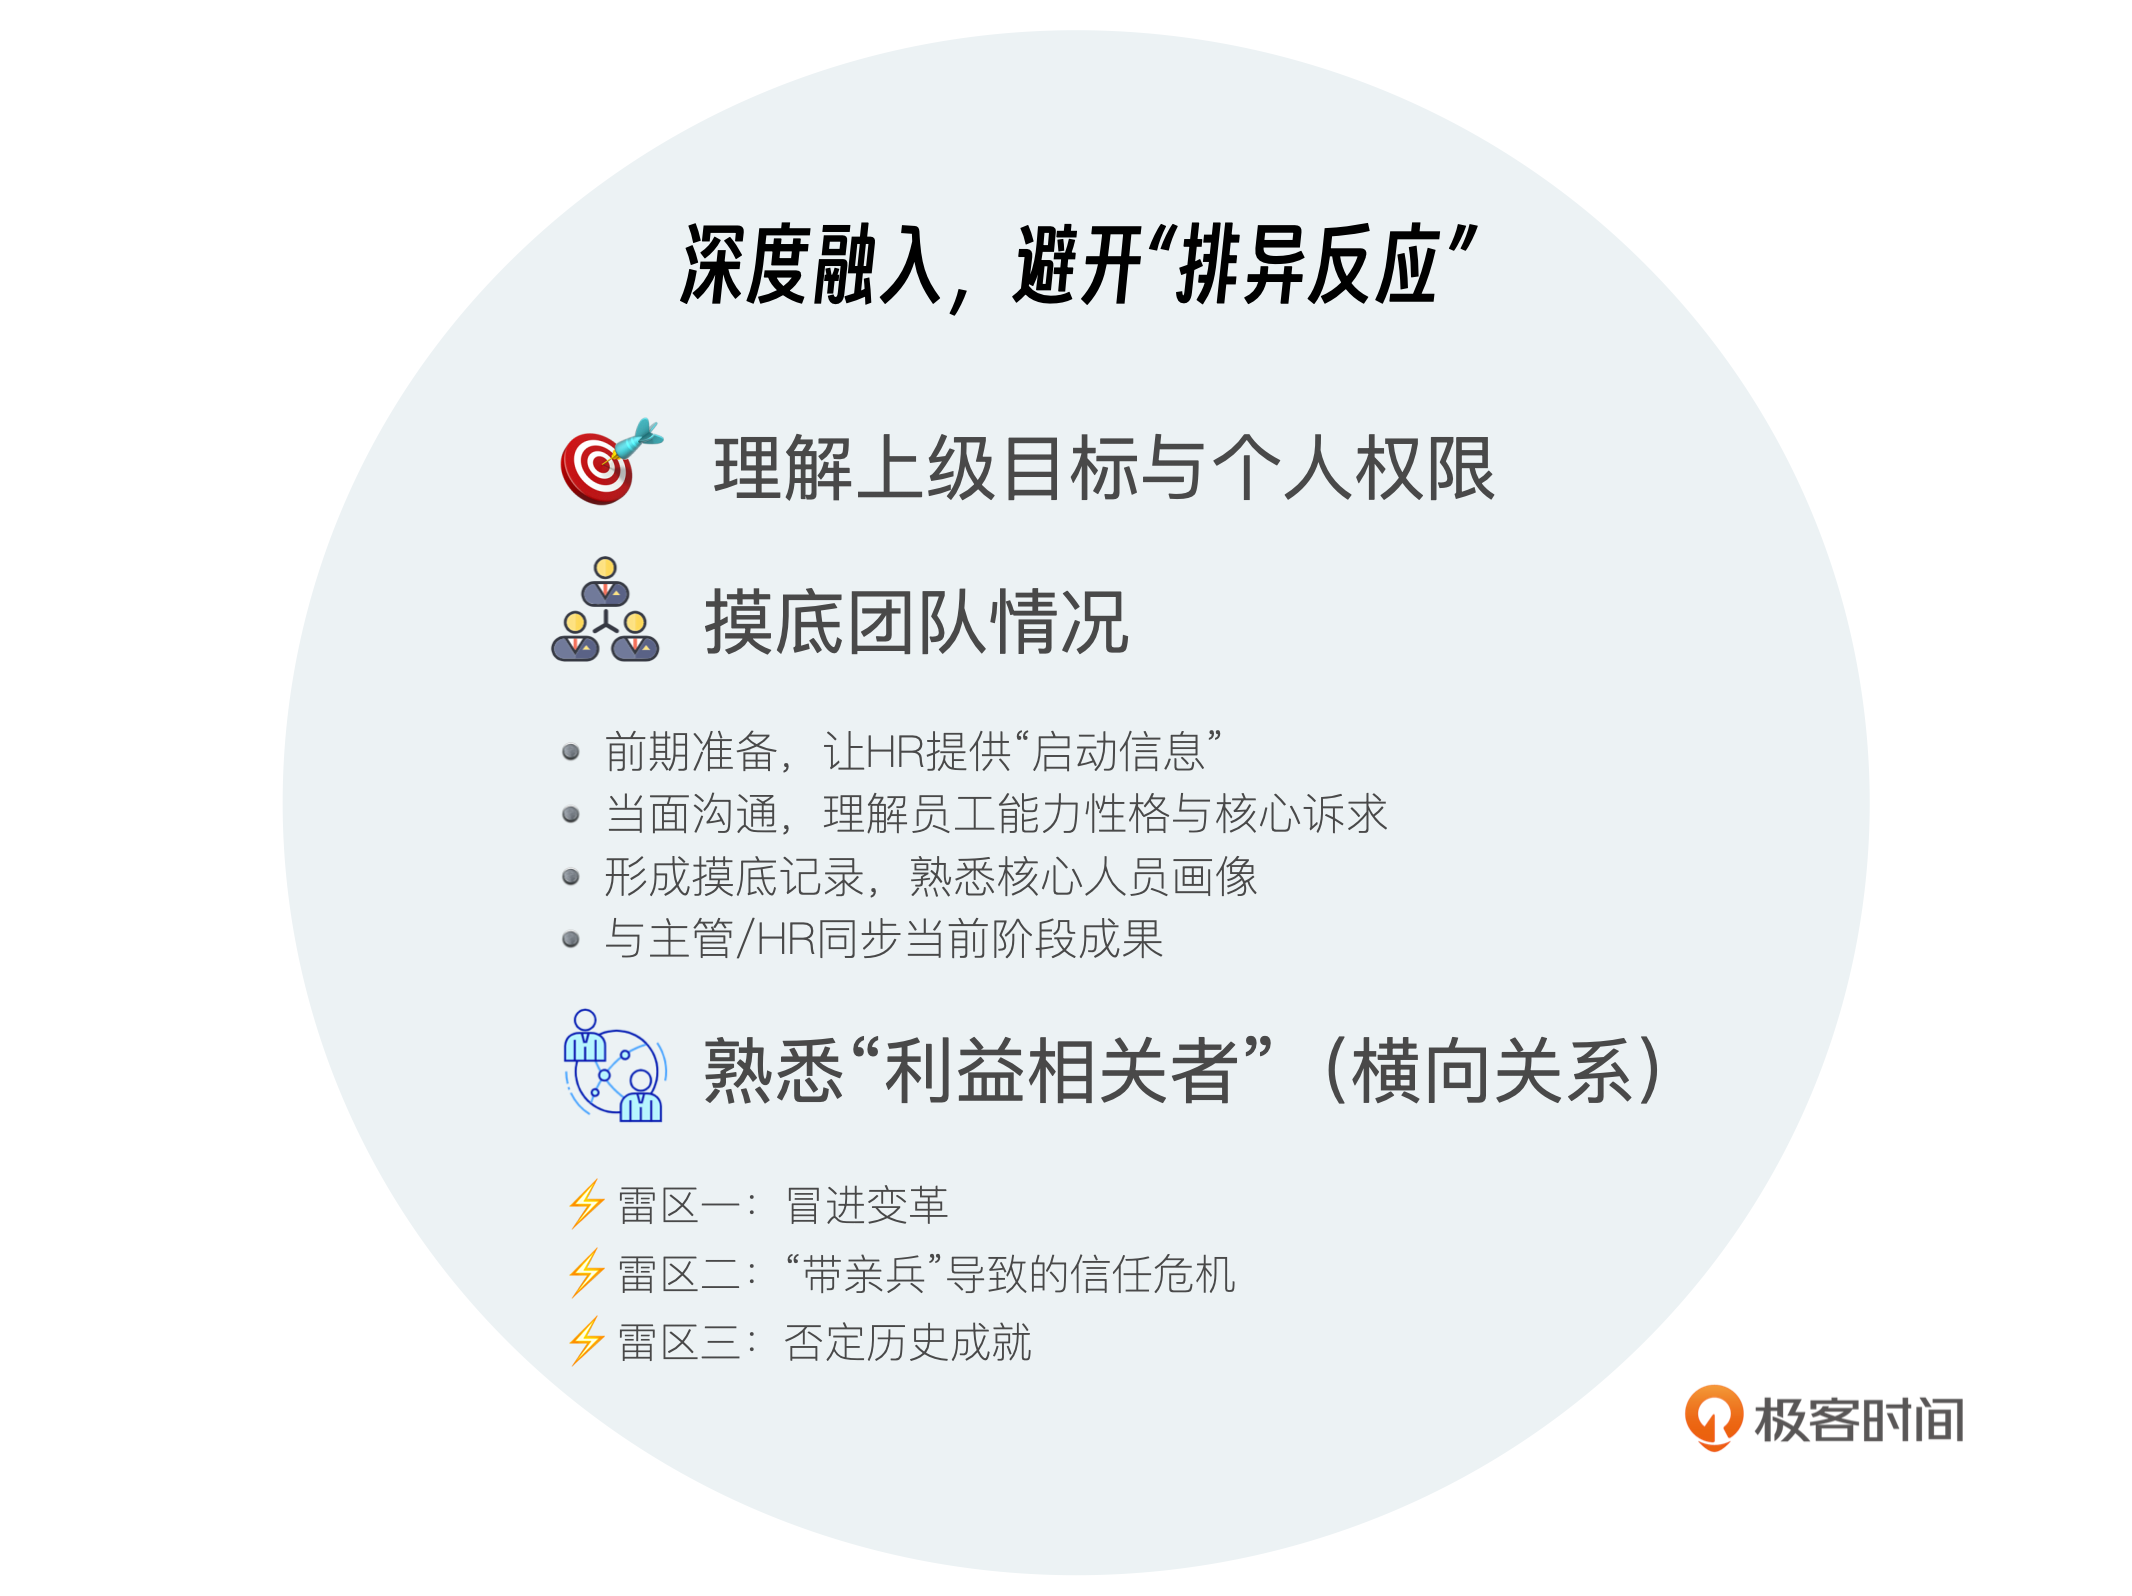 深度融入，避开“排异反应”
理解上级目标与个人权限
摸底团队情况
前期准备，让HR提供“启动信息”
当面沟通，理解员工能力性格与核心诉求
形成摸底记录，熟悉核心人员画像
与主管/HR同步当前阶段成果
熟悉“利益相关者”（横向关系）
雷区一：冒进变革
雷区二：“带亲兵”导致的信任危机
雷区三：否定历史成就
极客时间